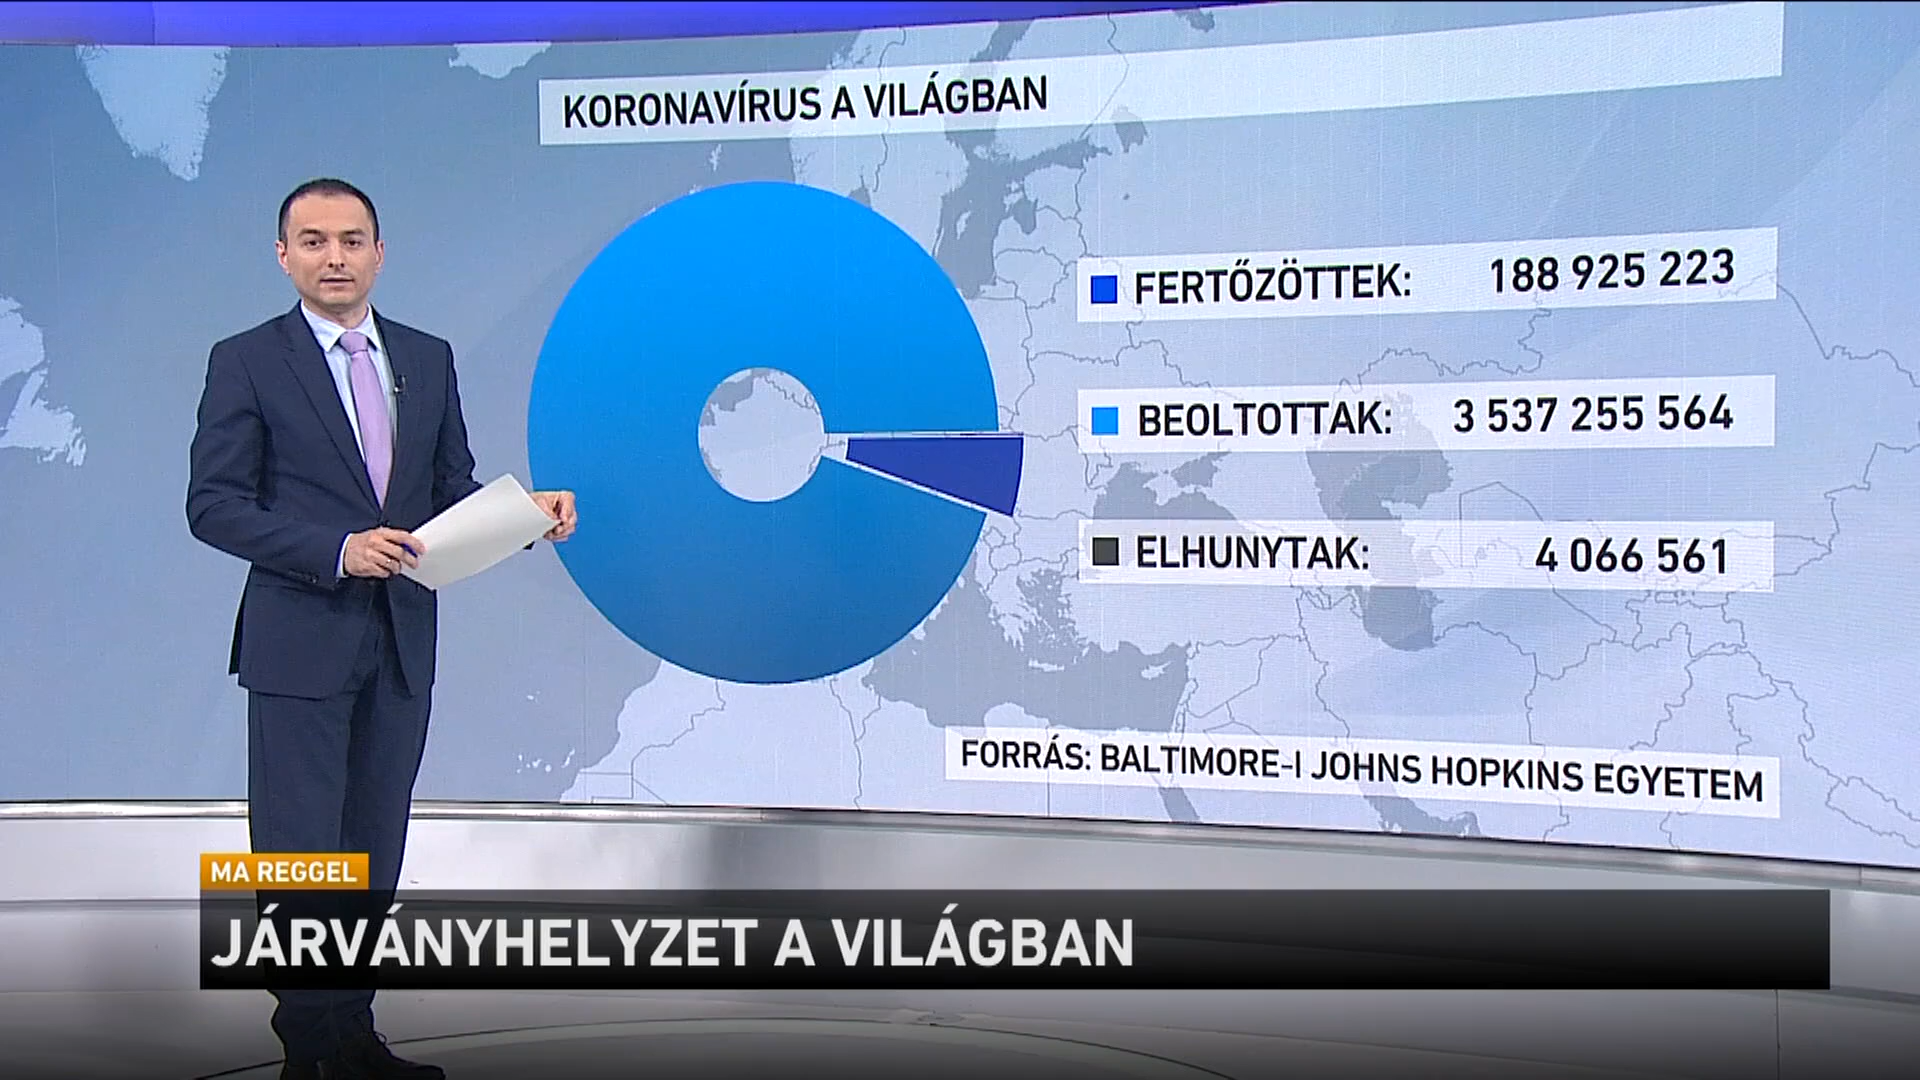 KORONAVÍRUS A VILÁGBAN
FERTŐZÖTTEK: 188 925 223
BEOLTOTTAK: 3 537 255 564
ELHUNYTAK: 4 066 561
FORRÁS: BALTIMORE-I JOHNS HOPKINS EGYETEM
MA REGGEL
JÁRVÁNYHELYZET A VILÁGBAN